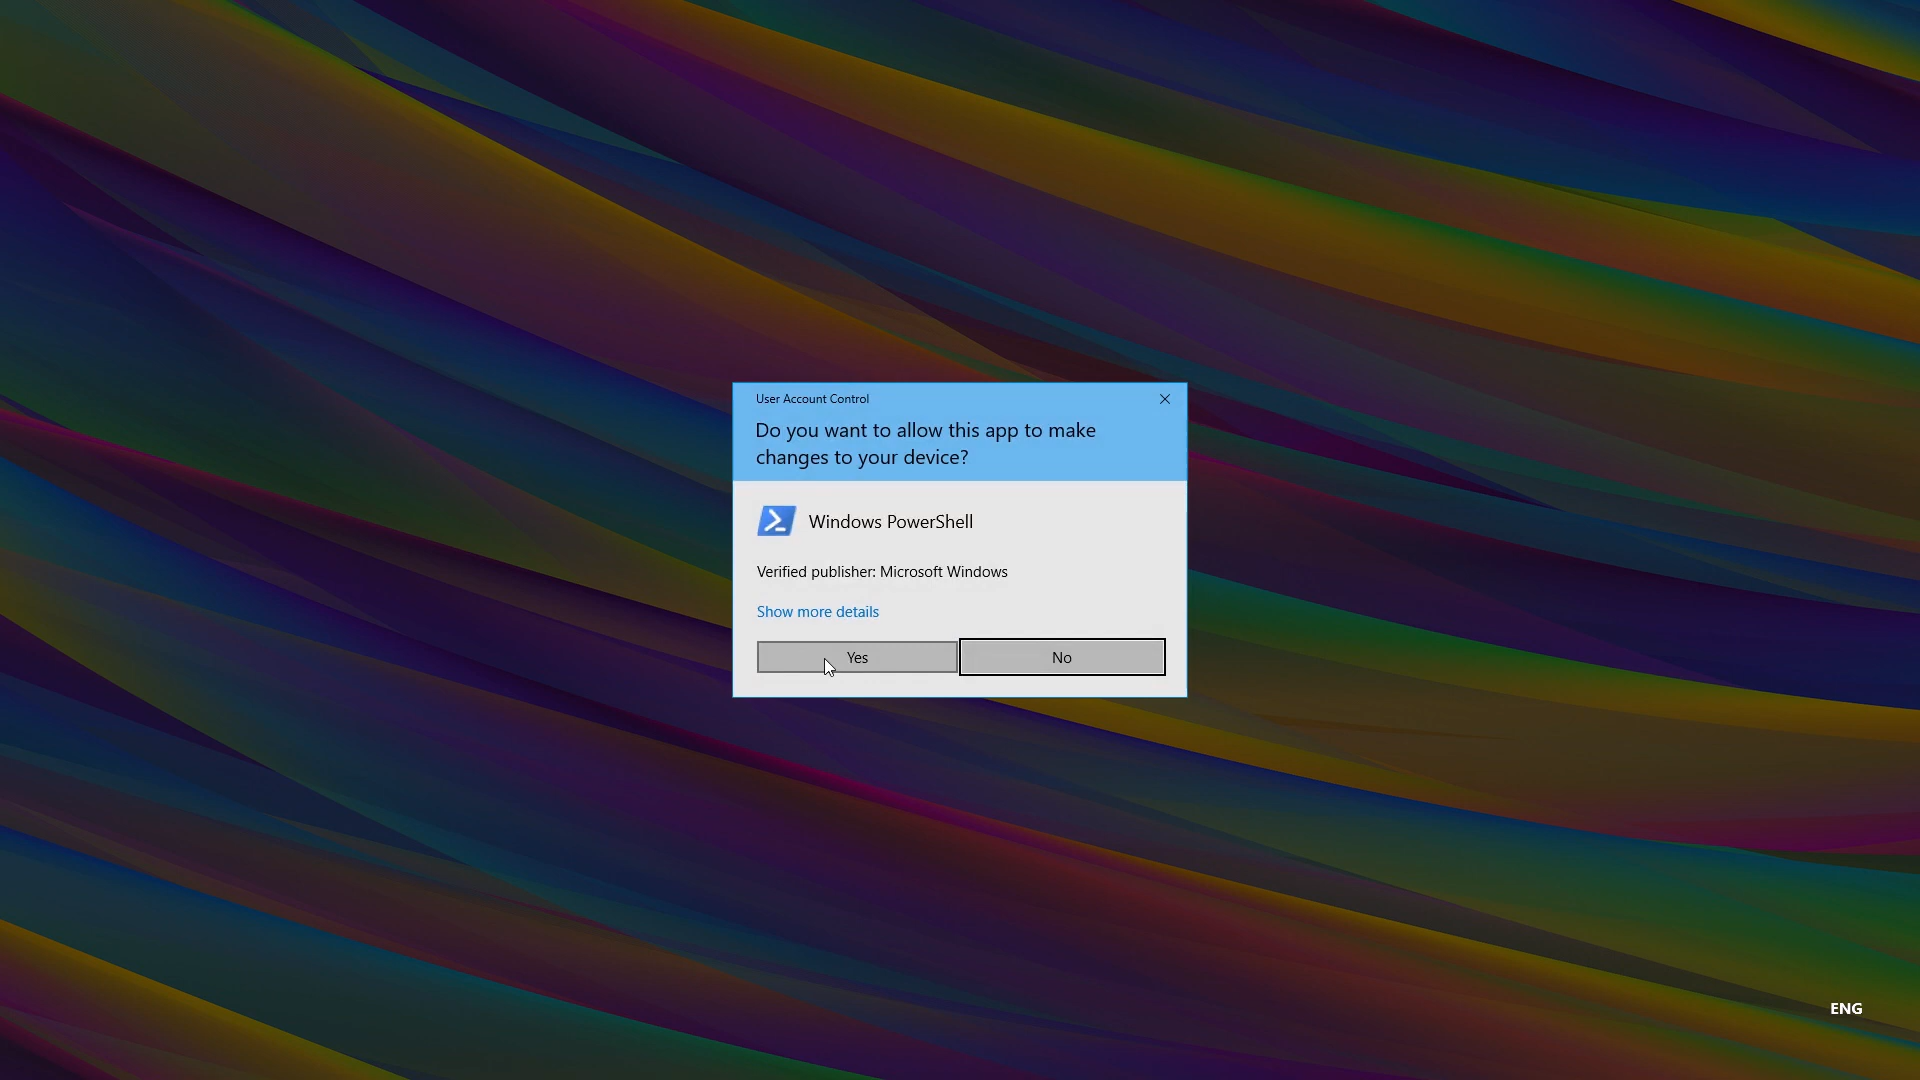 User Account Control
Do you want to allow this app to make
changes to your device?
Windows PowerShell
Verified publisher: Microsoft Windows
Show more details
Yes
No
ENG